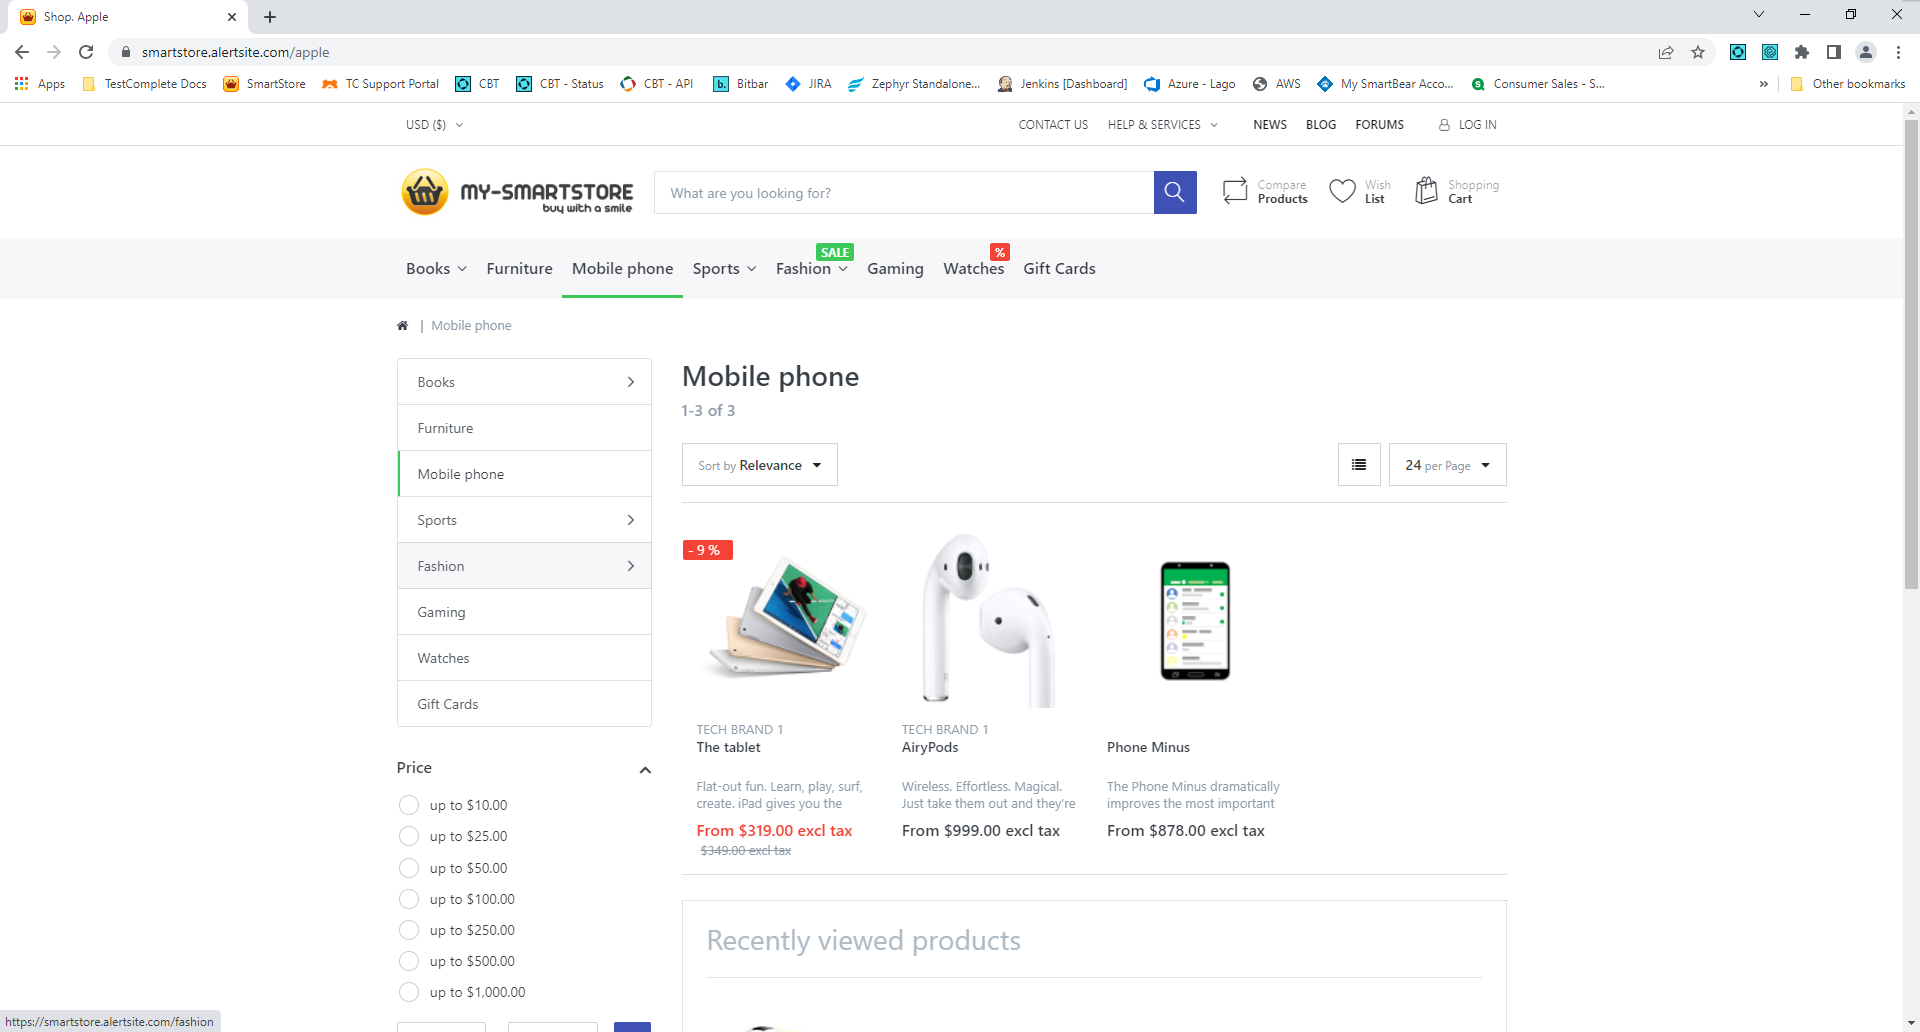 Shop. Apple
smartstore.alertsite.com/apple
Apps TestComplete Docs SmartStore TC Support Portal CBT CBT - Status CBT - API Bitbar JIRA Zephyr Standalone... Jenkins [Dashboard] Azure - Lago AWS My SmartBear Acco... Consumer Sales - S... » Other bookmarks
USD ($) CONTACT US HELP & SERVICES NEWS BLOG FORUMS LOG IN
MY-SMARTSTORE
buy with a smile
What are you looking for?
Compare
Products
Wish
List
Shopping
Cart
SALE %
Books Furniture Mobile phone Sports Fashion Gaming Watches Gift Cards
| Mobile phone
Books
Furniture
Mobile phone
Sports
Fashion
Gaming
Watches
Gift Cards
Price
up to $10.00
up to $25.00
up to $50.00
up to $100.00
up to $250.00
up to $500.00
up to $1,000.00
Mobile phone
1-3 of 3
Sort by Relevance
24 per Page
- 9 %
TECH BRAND 1
The tablet
Flat-out fun. Learn, play, surf,
create. iPad gives you the
From $319.00 excl tax
$349.00 excl tax
TECH BRAND 1
AiryPods
Wireless. Effortless. Magical.
Just take them out and they're
From $999.00 excl tax
Phone Minus
The Phone Minus dramatically
improves the most important
From $878.00 excl tax
Recently viewed products
https://smartstore.alertsite.com/fashion